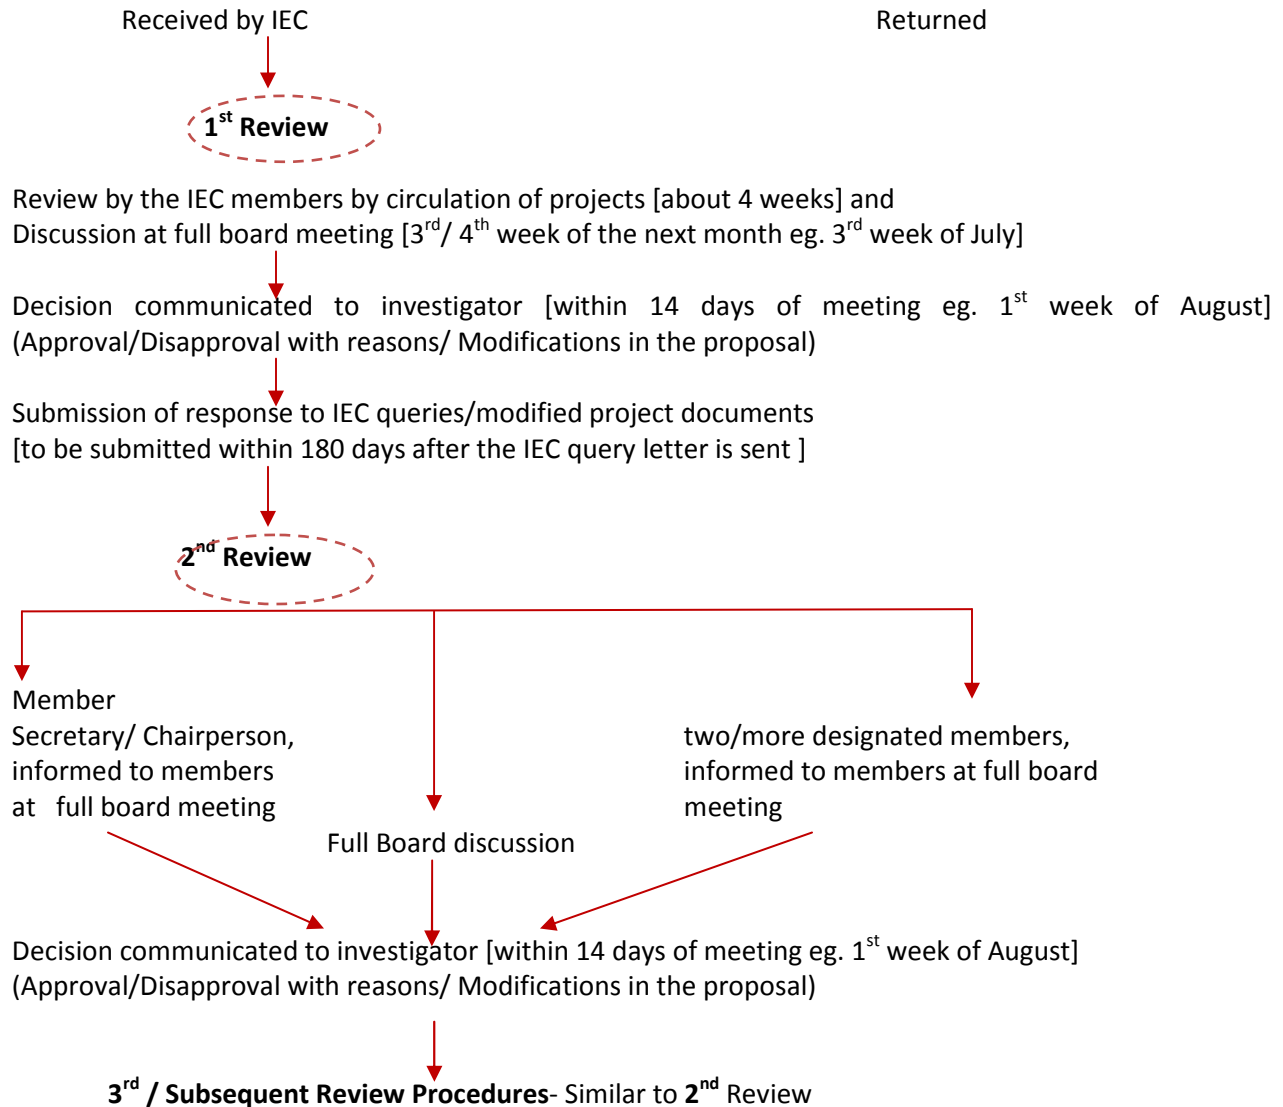 Received by IEC
Returned
1st Review
Review by the IEC members by circulation of projects [about 4 weeks] and
Discussion at full board meeting [3rd/ 4th week of the next month eg. 3rd week of July]
Decision communicated to investigator [within 14 days of meeting eg. 1st week of August]
(Approval/Disapproval with reasons/ Modifications in the proposal)
Submission of response to IEC queries/modified project documents
[to be submitted within 180 days after the IEC query letter is sent ]
2nd Review
Member
Secretary/ Chairperson,
informed to members
at full board meeting
Full Board discussion
two/more designated members,
informed to members at full board
meeting
Decision communicated to investigator [within 14 days of meeting eg. 1st week of August]
(Approval/Disapproval with reasons/ Modifications in the proposal)
3rd / Subsequent Review Procedures- Similar to 2nd Review